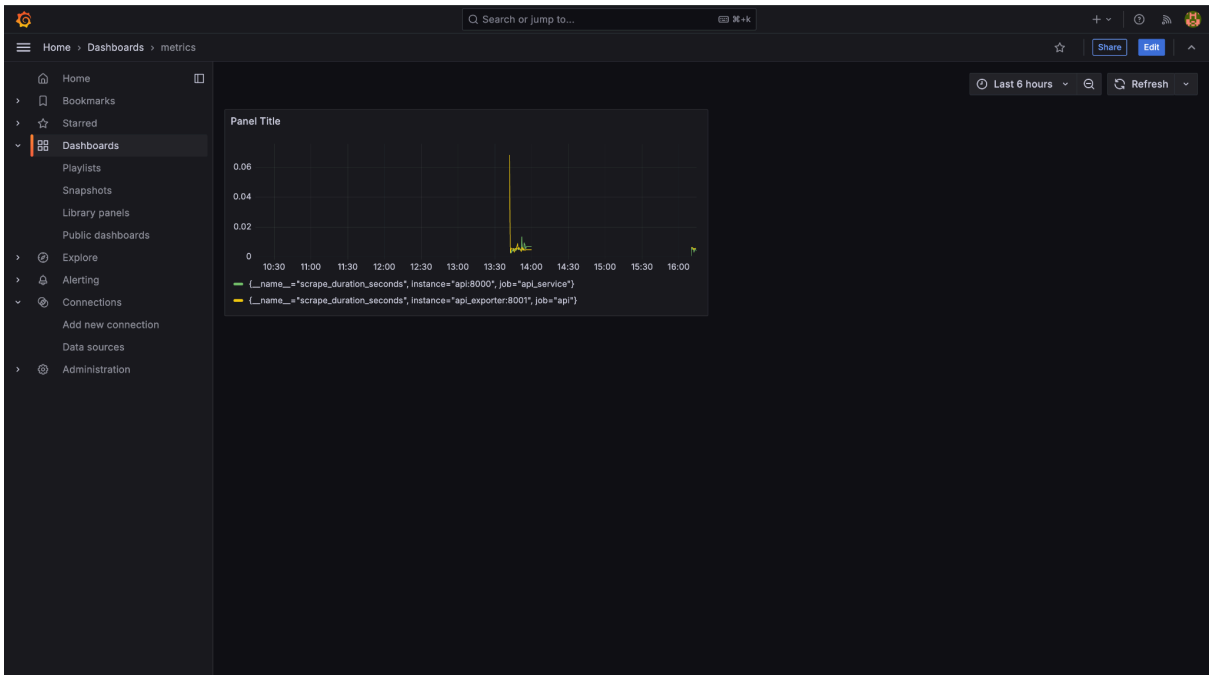 Search or jump to... ⌘+k
Home › Dashboards › metrics
Share Edit
Home
Bookmarks
Starred
Dashboards
Playlists
Snapshots
Library panels
Public dashboards
Explore
Alerting
Connections
Add new connection
Data sources
Administration
Last 6 hours
Refresh
Panel Title
0.06
0.04
0.02
0
10:30 11:00 11:30 12:00 12:30 13:00 13:30 14:00 14:30 15:00 15:30 16:00
{__name__="scrape_duration_seconds", instance="api:8000", job="api_service"}
{__name__="scrape_duration_seconds", instance="api_exporter:8001", job="api"}